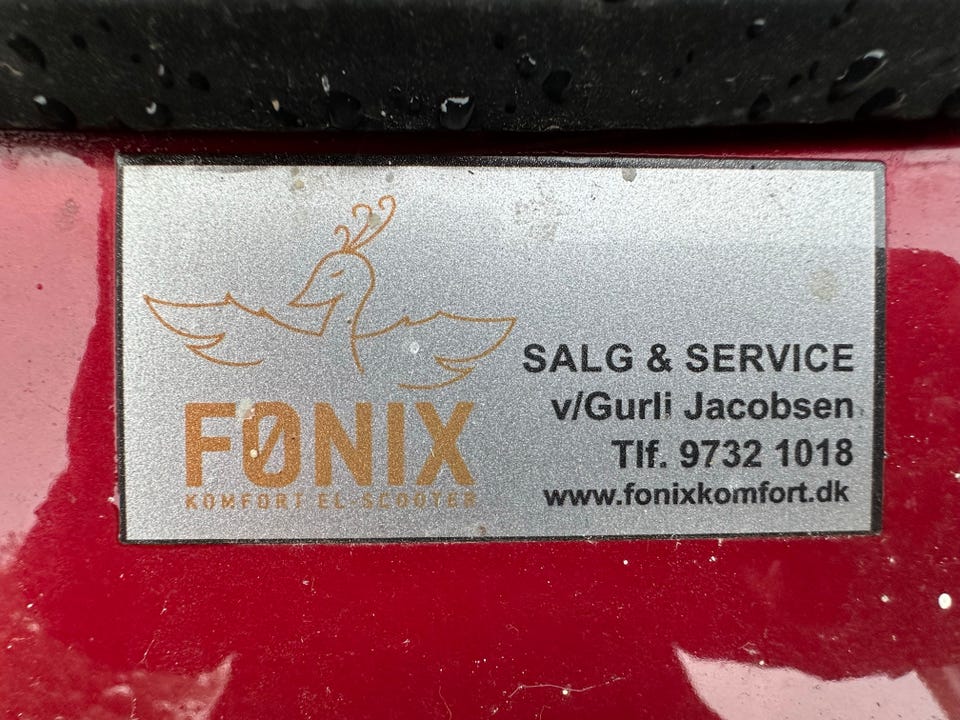 FØNIX
KOMFORT EL-SCOOTER
SALG & SERVICE
v/Gurli Jacobsen
Tlf. 9732 1018
www.fonixkomfort.dk